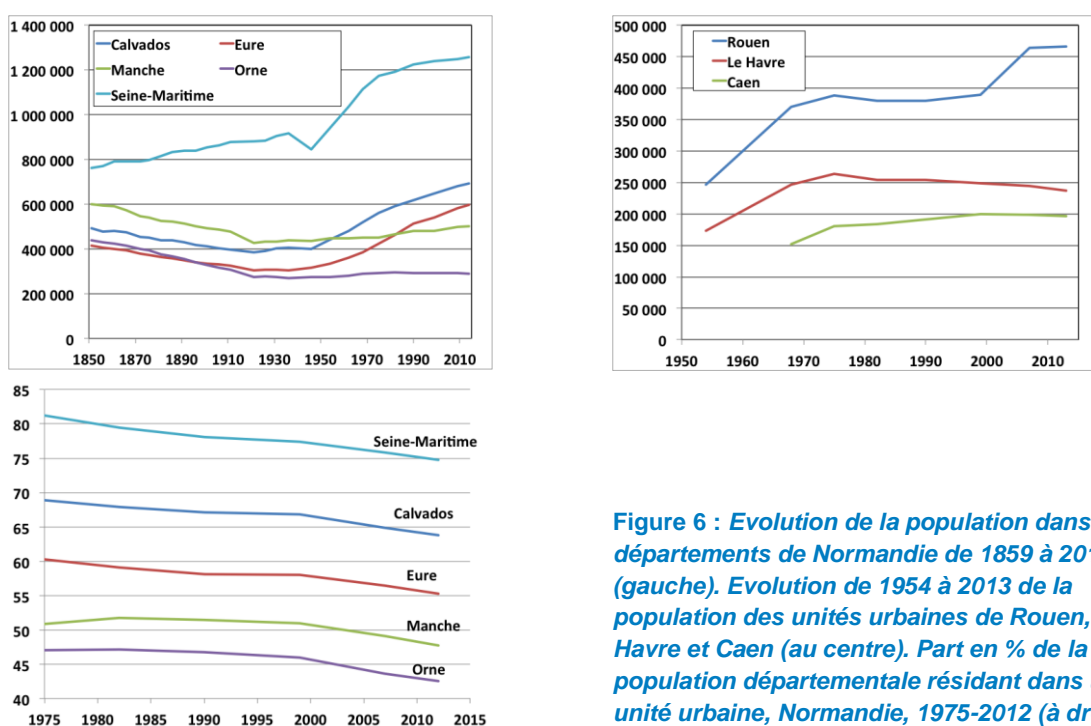 1 400 000
1 200 000
1 000 000
800 000
600 000
400 000
200 000
0
Calvados Eure
Manche Orne
Seine-Maritime
1850 1870 1890 1910 1930 1950 1970 1990 2010
500 000
450 000
400 000
350 000
300 000
250 000
200 000
150 000
100 000
50 000
0
Rouen
Le Havre
Caen
1950 1960 1970 1980 1990 2000 2010
85
80
75
70
65
60
55
50
45
40
Seine-Maritime
Calvados
Eure
Manche
Orne
1975 1980 1985 1990 1995 2000 2005 2010 2015
Figure 6 : Evolution de la population dans
départements de Normandie de 1859 à
(gauche). Evolution de 1954 à 2013 de la
population des unités urbaines de Rouen,
Havre et Caen (au centre). Part en % de la
population départementale résidant dans
unité urbaine, Normandie, 1975-2012 (à